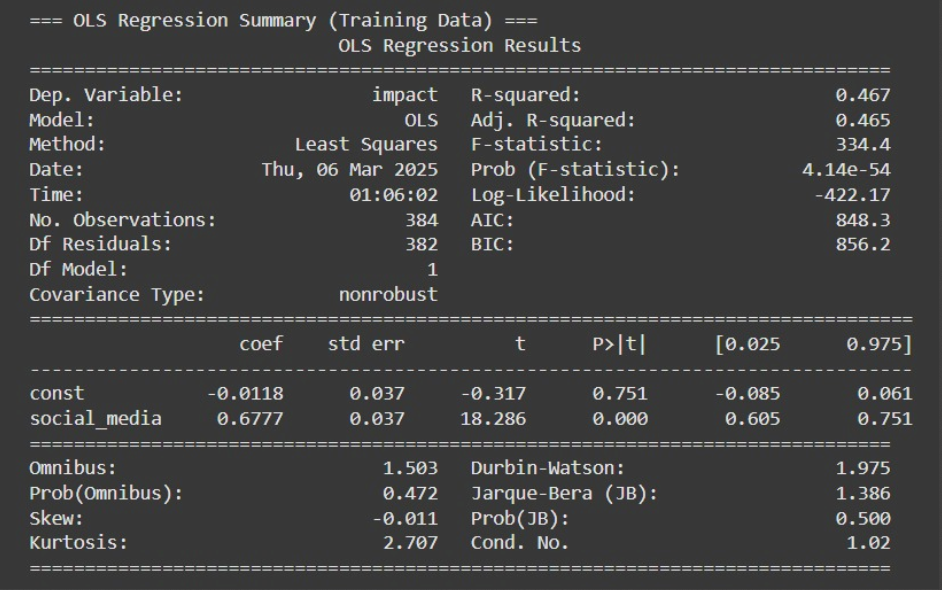 === OLS Regression Summary (Training Data) ===
OLS Regression Results
==============================================================================
Dep. Variable: impact R-squared: 0.467
Model: OLS Adj. R-squared: 0.465
Method: Least Squares F-statistic: 334.4
Date: Thu, 06 Mar 2025 Prob (F-statistic): 4.14e-54
Time: 01:06:02 Log-Likelihood: -422.17
No. Observations: 384 AIC: 848.3
Df Residuals: 382 BIC: 856.2
Df Model: 1
Covariance Type: nonrobust
================================================================================
coef std err t P>|t| [0.025 0.975]
--------------------------------------------------------------------------------
const -0.0118 0.037 -0.317 0.751 -0.085 0.061
social_media 0.6777 0.037 18.286 0.000 0.605 0.751
==============================================================================
Omnibus: 1.503 Durbin-Watson: 1.975
Prob(Omnibus): 0.472 Jarque-Bera (JB): 1.386
Skew: -0.011 Prob(JB): 0.500
Kurtosis: 2.707 Cond. No. 1.02
==============================================================================